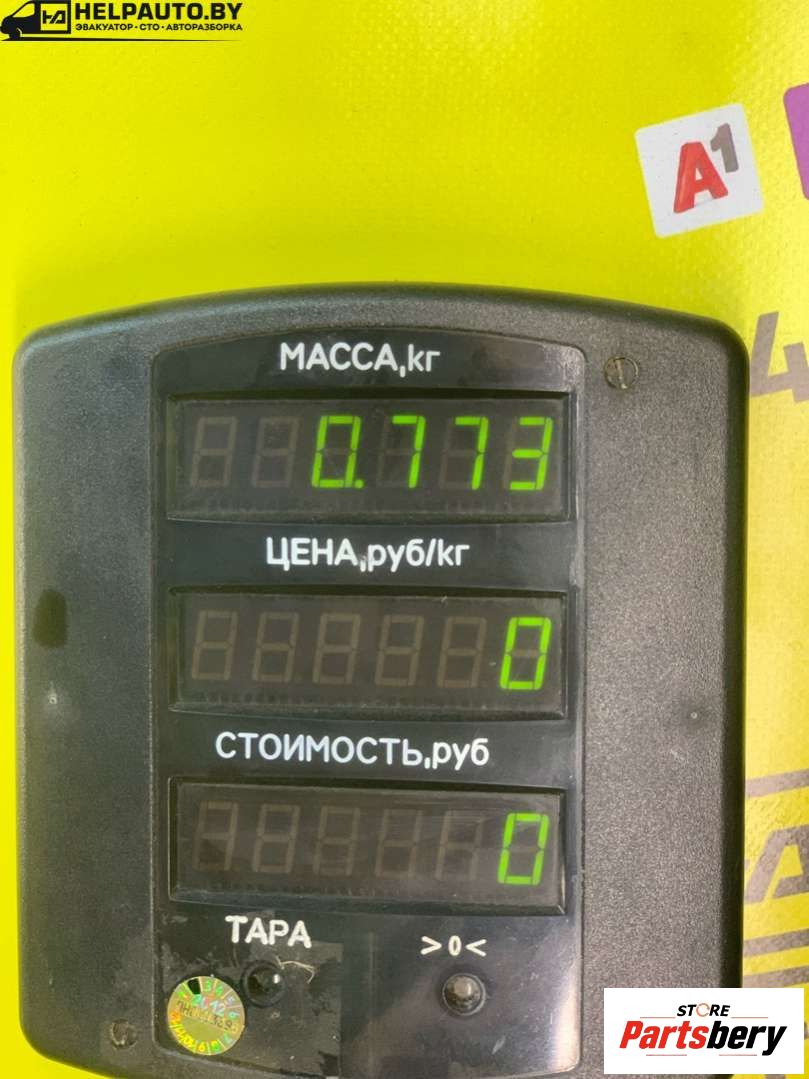 HELPAUTO.BY
ЭВАКУАТОР•СТО•АВТОРАЗБОРКА
A1
4
МАССА,кг
0.773
ЦЕНА,руб/кг
0
СТОИМОСТЬ,руб
0
ТАРА
>0<
STORE
Partsbery